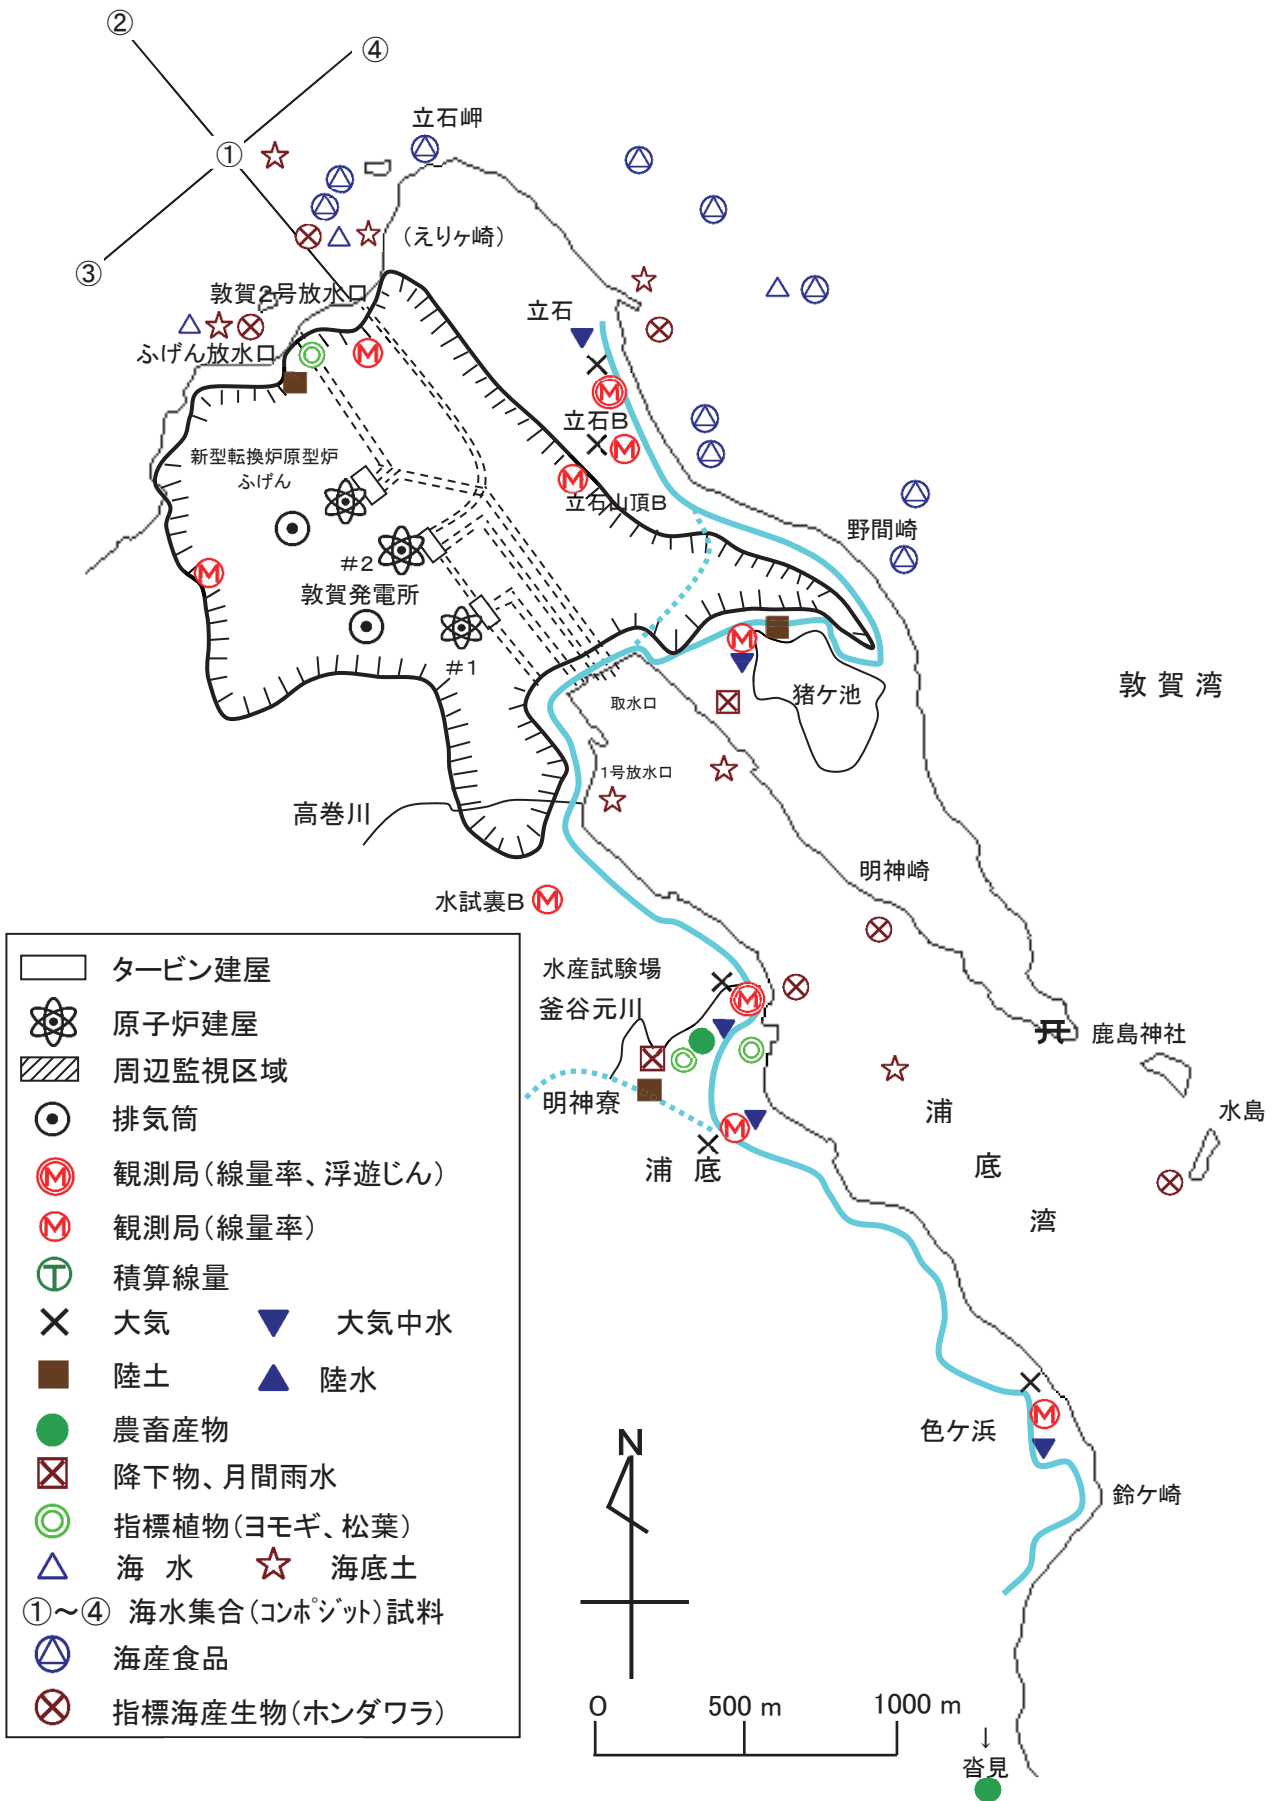 ②
④
立石岬
①
(えりヶ崎)
③
敦賀2号放水口
立石
ふげん放水口
立石B
新型転換炉原型炉
ふげん
立石山頂B
野間崎
#2
敦賀発電所
#1
敦賀湾
猪ケ池
取水口
1号放水口
高巻川
明神崎
水試裏B
水産試験場
釜谷元川
鹿島神社
明神寮
水島
浦底
浦底湾
色ケ浜
鈴ケ崎
タービン建屋
原子炉建屋
周辺監視区域
排気筒
M 観測局(線量率、浮遊じん)
M 観測局(線量率)
T 積算線量
大気 大気中水
陸土 陸水
農畜産物
降下物、月間雨水
指標植物(ヨモギ、松葉)
海 水 海底土
①~④ 海水集合(コンポジット)試料
海産食品
指標海産生物(ホンダワラ)
N
0 500 m 1000 m
↓
沓見